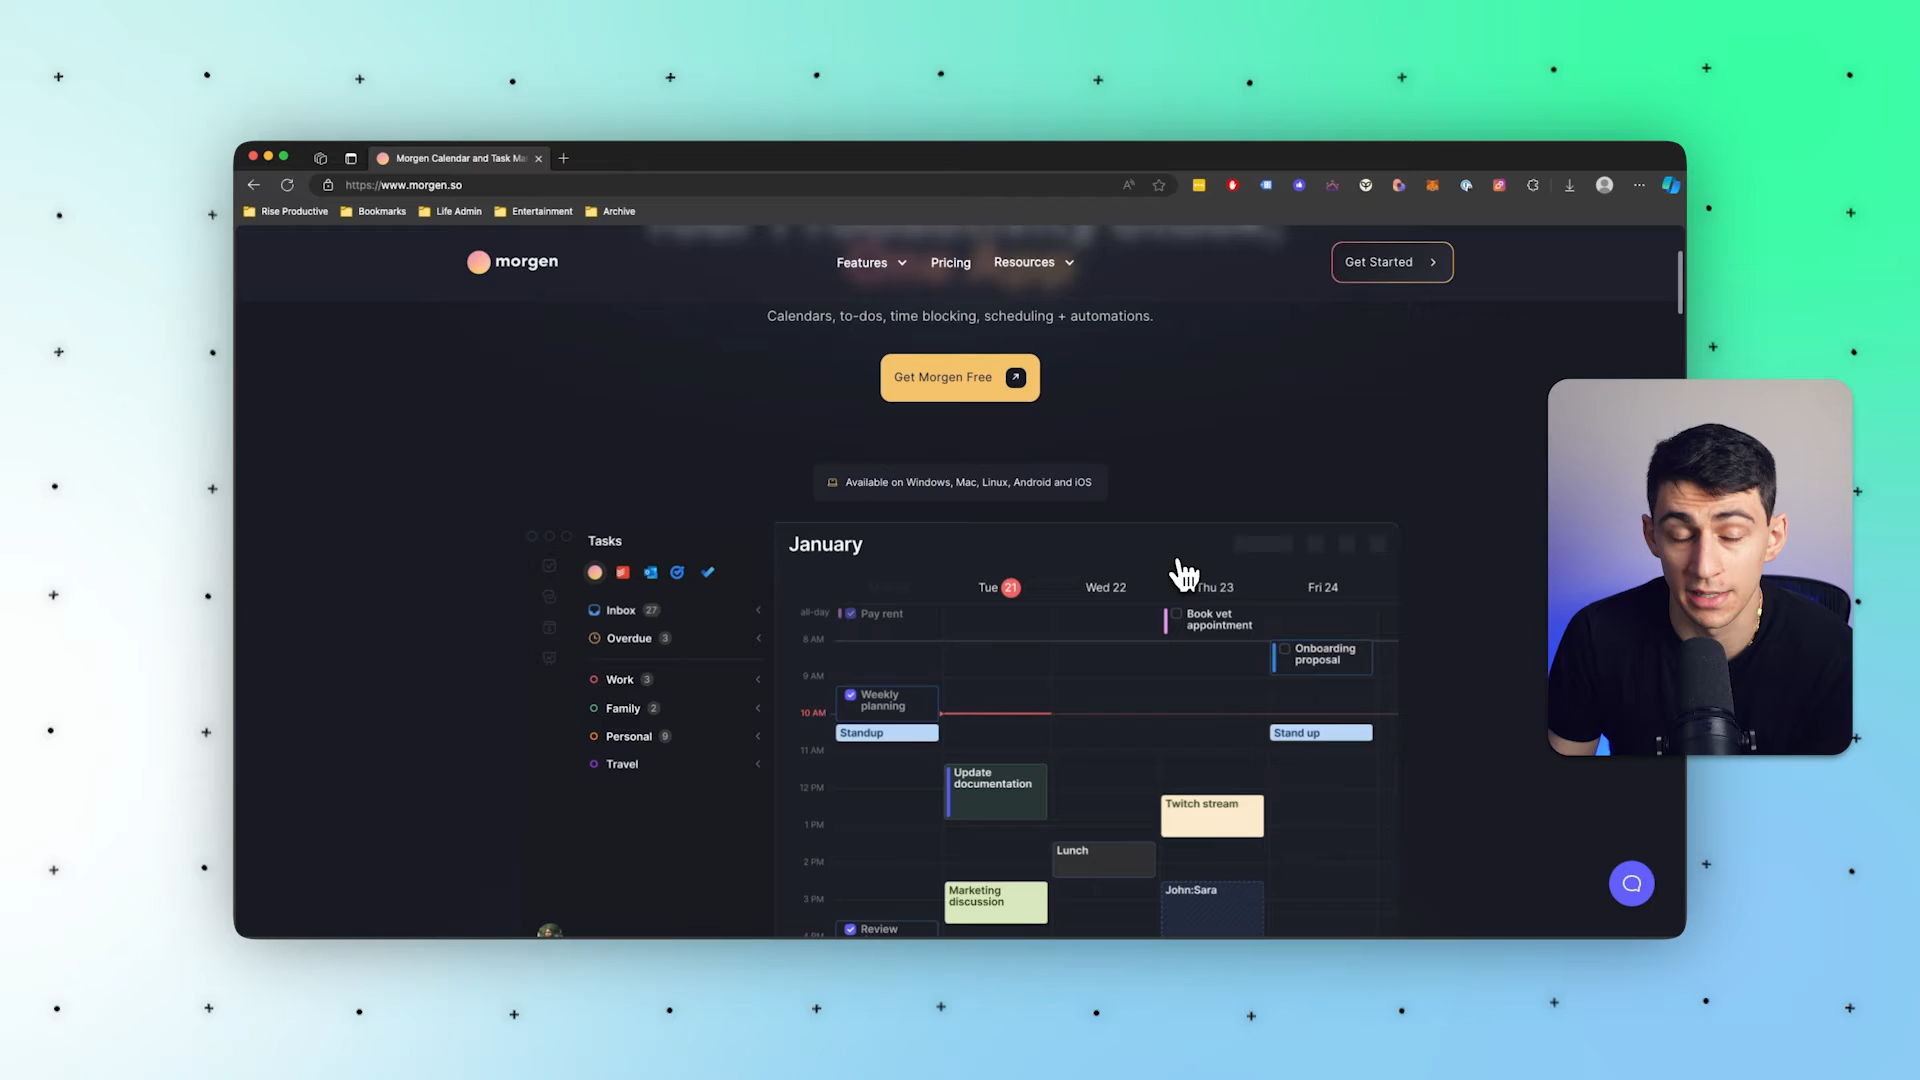 Morgen Calendar and Task Ma
https://www.morgen.so
Rise Productive
Bookmarks
Life Admin
Entertainment
Archive
morgen
Features
Pricing
Resources
Get Started
Calendars, to-dos, time blocking, scheduling + automations.
Get Morgen Free
Available on Windows, Mac, Linux, Android and iOS
Tasks
Inbox 27
Overdue 3
Work 3
Family 2
Personal 9
Travel
January
Tue 21
Wed 22
Thu 23
Fri 24
all-day
Pay rent
Book vet
appointment
8 AM
Onboarding
proposal
9 AM
Weekly
planning
10 AM
Standup
Stand up
11 AM
Update
documentation
12 PM
Twitch stream
1 PM
Lunch
2 PM
Marketing
discussion
John:Sara
3 PM
Review
4 PM